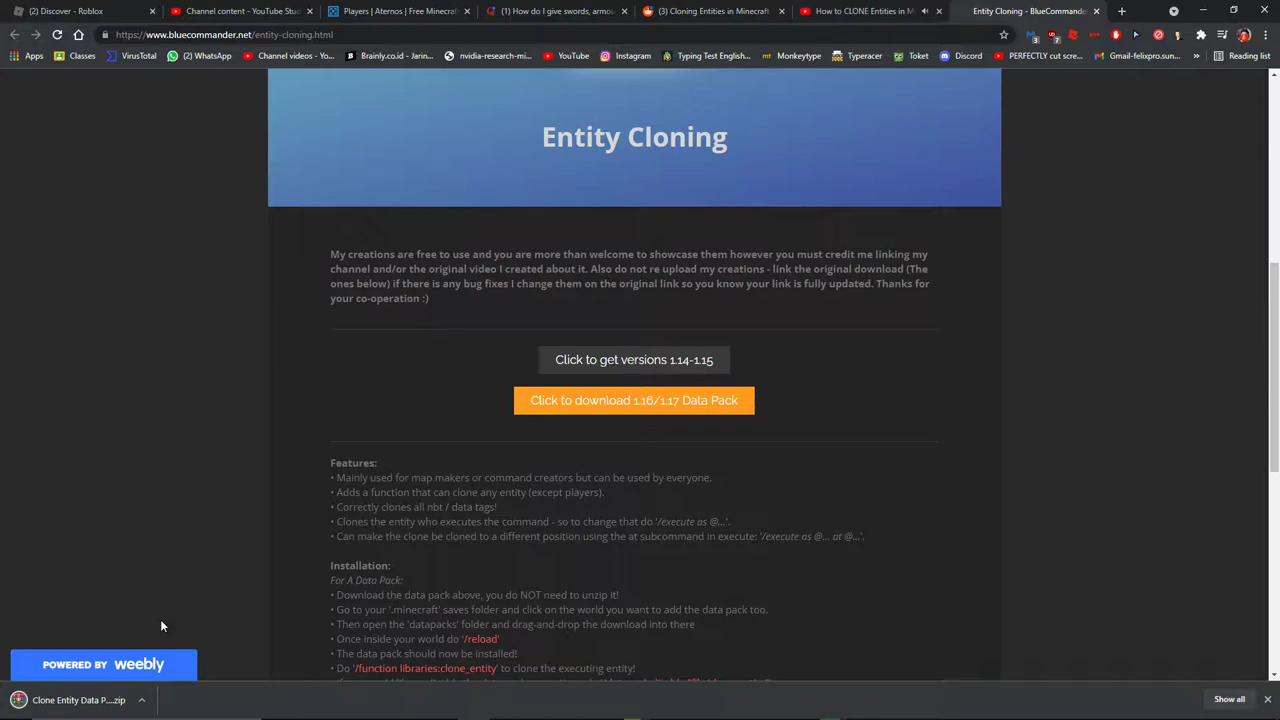 (2) Discover - Roblox
Channel content - YouTube Stu
Players | Aternos | Free Minecraf
(1) How do I give swords, armou
(3) Cloning Entities in Minecraft
How to CLONE Entities in M
Entity Cloning - BlueCommander
https://www.bluecommander.net/entity-cloning.html
Apps
Classes
VirusTotal
(2) WhatsApp
Channel videos - You...
Brainly.co.id - Jarin...
nvidia-research-mi...
YouTube
Instagram
Typing Test English...
Monkeytype
Typeracer
Toket
Discord
PERFECTLY cut scre...
Gmail-felixpro.sun...
Reading list
Entity Cloning
My creations are free to use and you are more than welcome to showcase them however you must credit me linking my
channel and/or the original video I created about it. Also do not re upload my creations - link the original download (The
ones below) if there is any bug fixes I change them on the original link so you know your link is fully updated. Thanks for
your co-operation :)
Click to get versions 1.14-1.15
Click to download 1.16/1.17 Data Pack
Features:
• Mainly used for map makers or command creators but can be used by everyone.
• Adds a function that can clone any entity (except players).
• Correctly clones all nbt / data tags!
• Clones the entity who executes the command - so to change that do '/execute as @...'.
• Can make the clone be cloned to a different position using the at subcommand in execute: '/execute as @... at @...'.
Installation:
For A Data Pack:
• Download the data pack above, you do NOT need to unzip it!
• Go to your '.minecraft' saves folder and click on the world you want to add the data pack too.
• Then open the 'datapacks' folder and drag-and-drop the download into there
• Once inside your world do '/reload'
• The data pack should now be installed!
• Do '/function libraries:clone_entity' to clone the executing entity!
POWERED BY weebly
Clone Entity Data P....zip
Show all